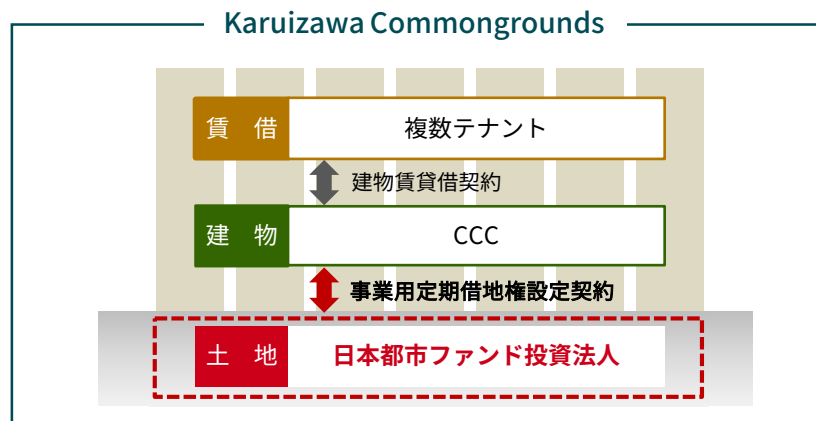 Karuizawa Commongrounds
賃 借 複数テナント
建物賃貸借契約
建 物 CCC
事業用定期借地権設定契約
土 地 日本都市ファンド投資法人